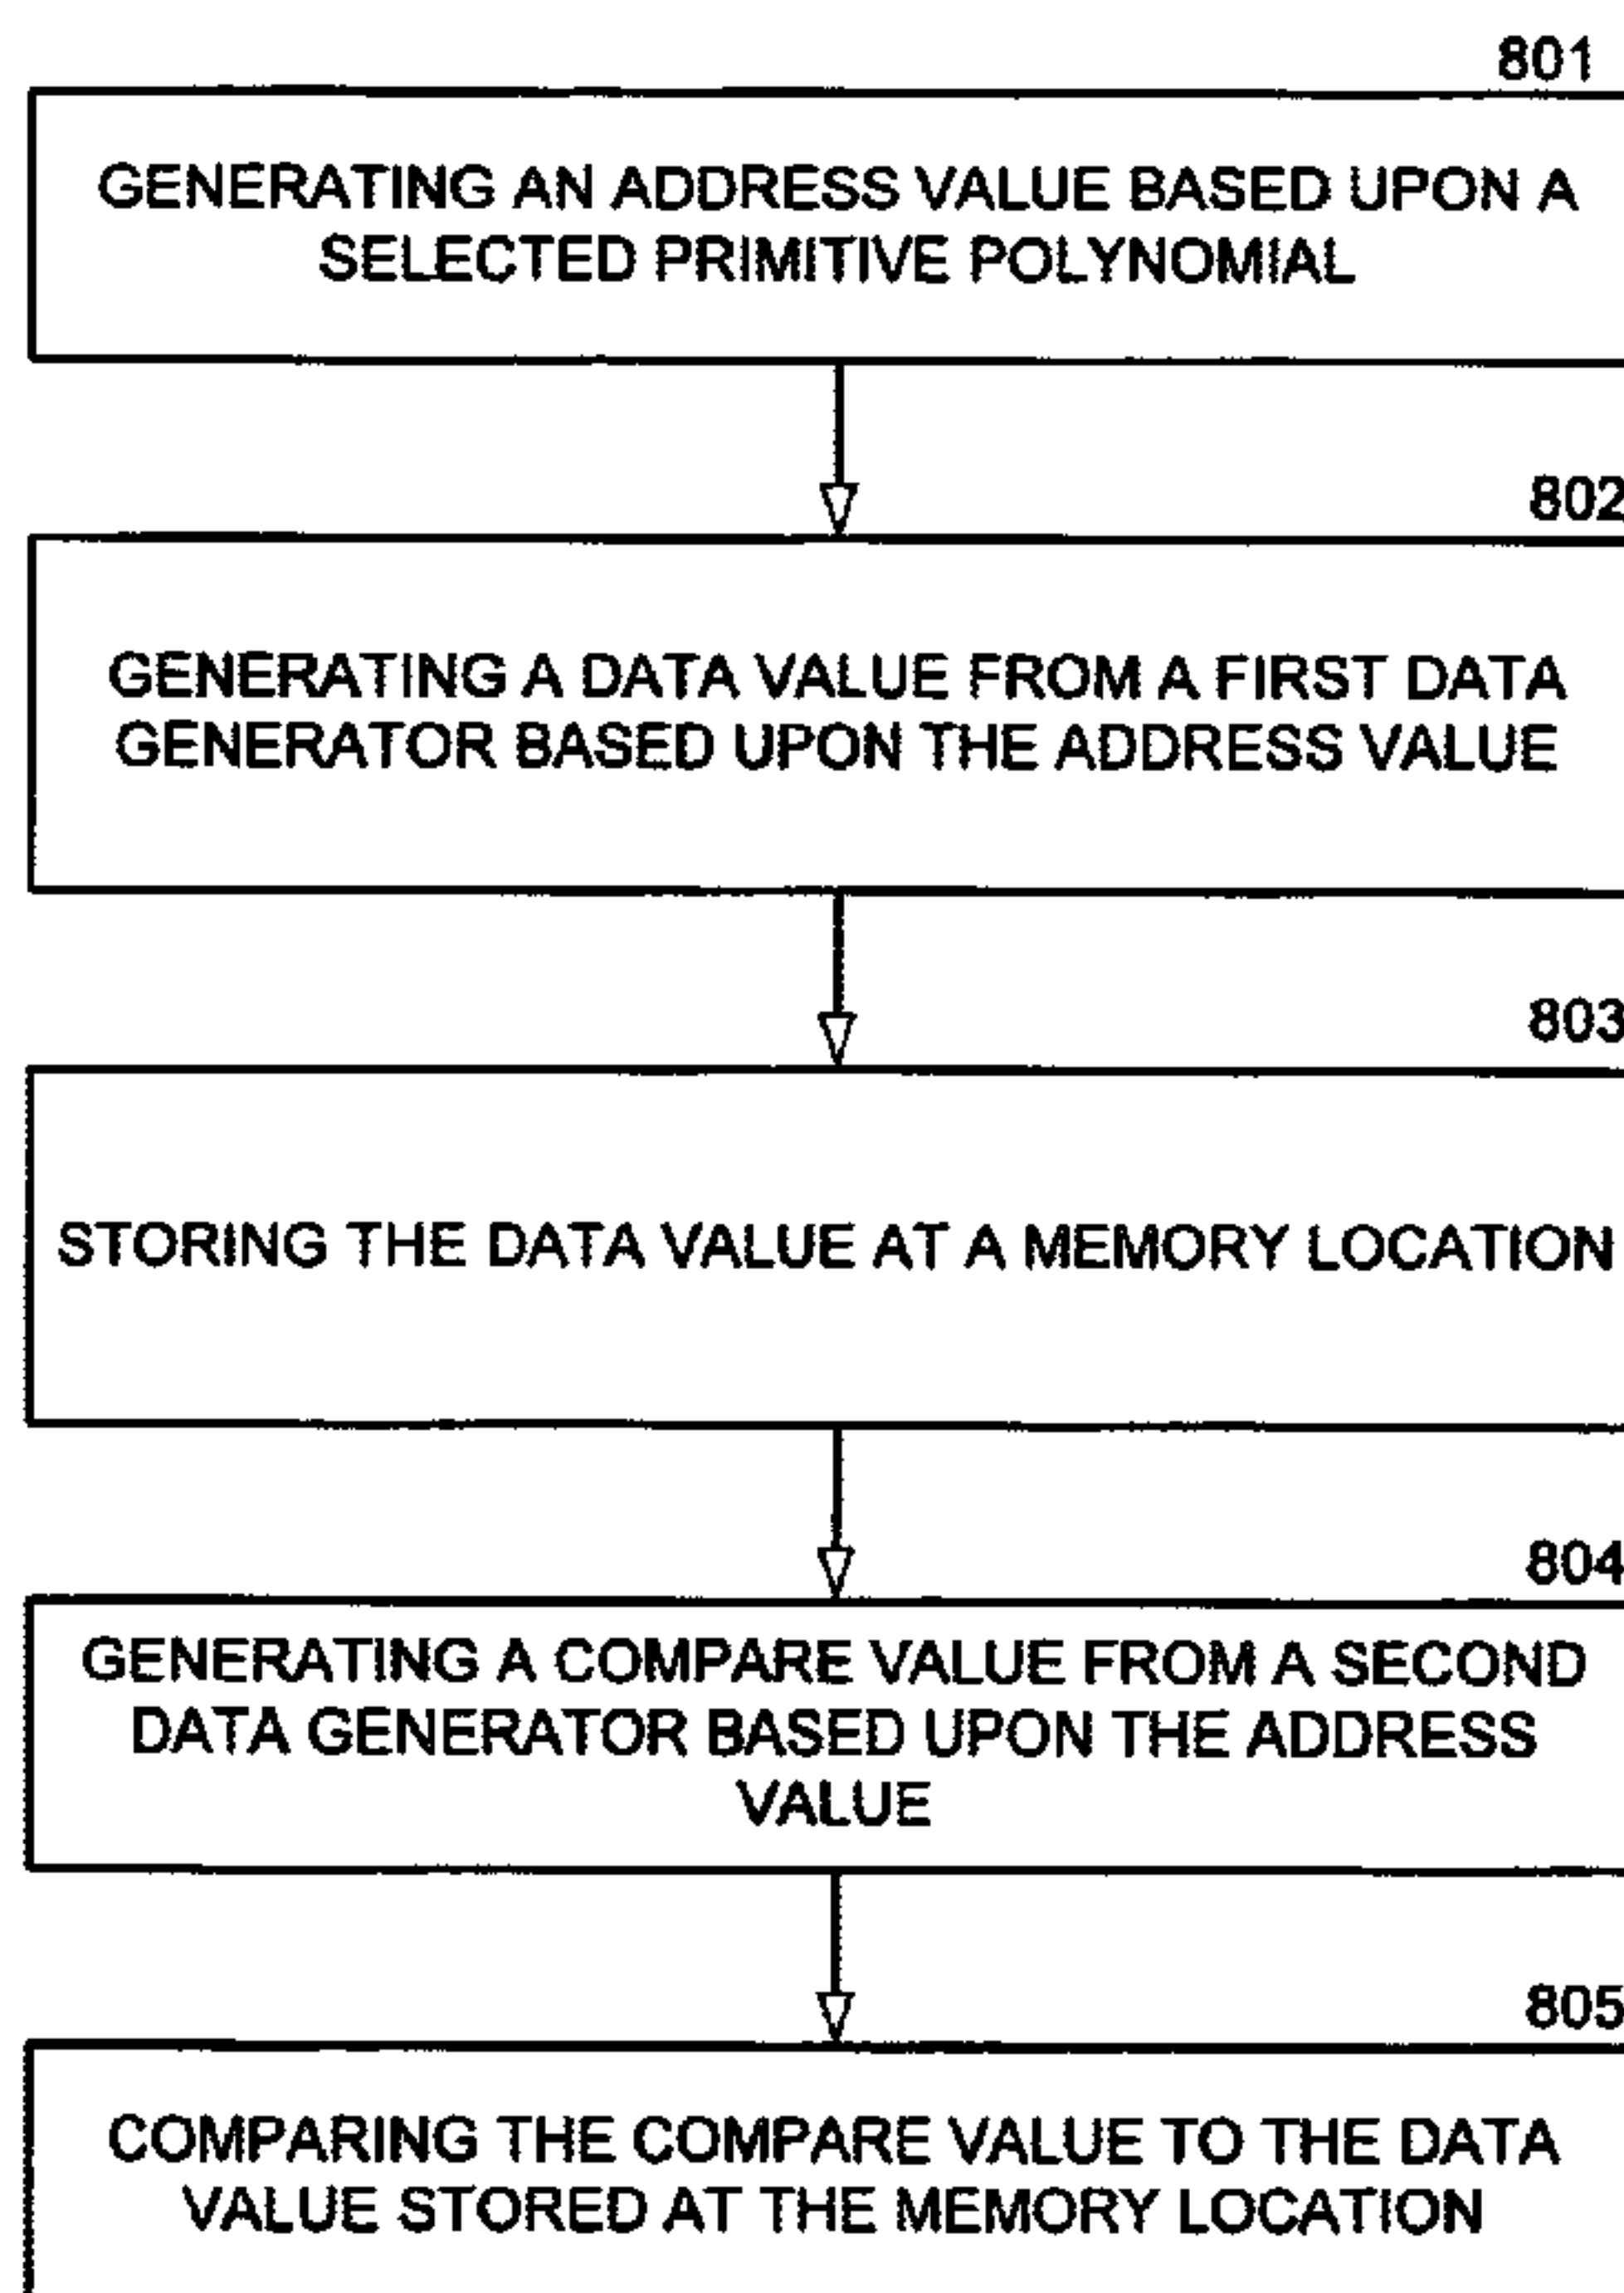 801
GENERATING AN ADDRESS VALUE BASED UPON A
SELECTED PRIMITIVE POLYNOMIAL
802
GENERATING A DATA VALUE FROM A FIRST DATA
GENERATOR BASED UPON THE ADDRESS VALUE
803
STORING THE DATA VALUE AT A MEMORY LOCATION
804
GENERATING A COMPARE VALUE FROM A SECOND
DATA GENERATOR BASED UPON THE ADDRESS
VALUE
805
COMPARING THE COMPARE VALUE TO THE DATA
VALUE STORED AT THE MEMORY LOCATION